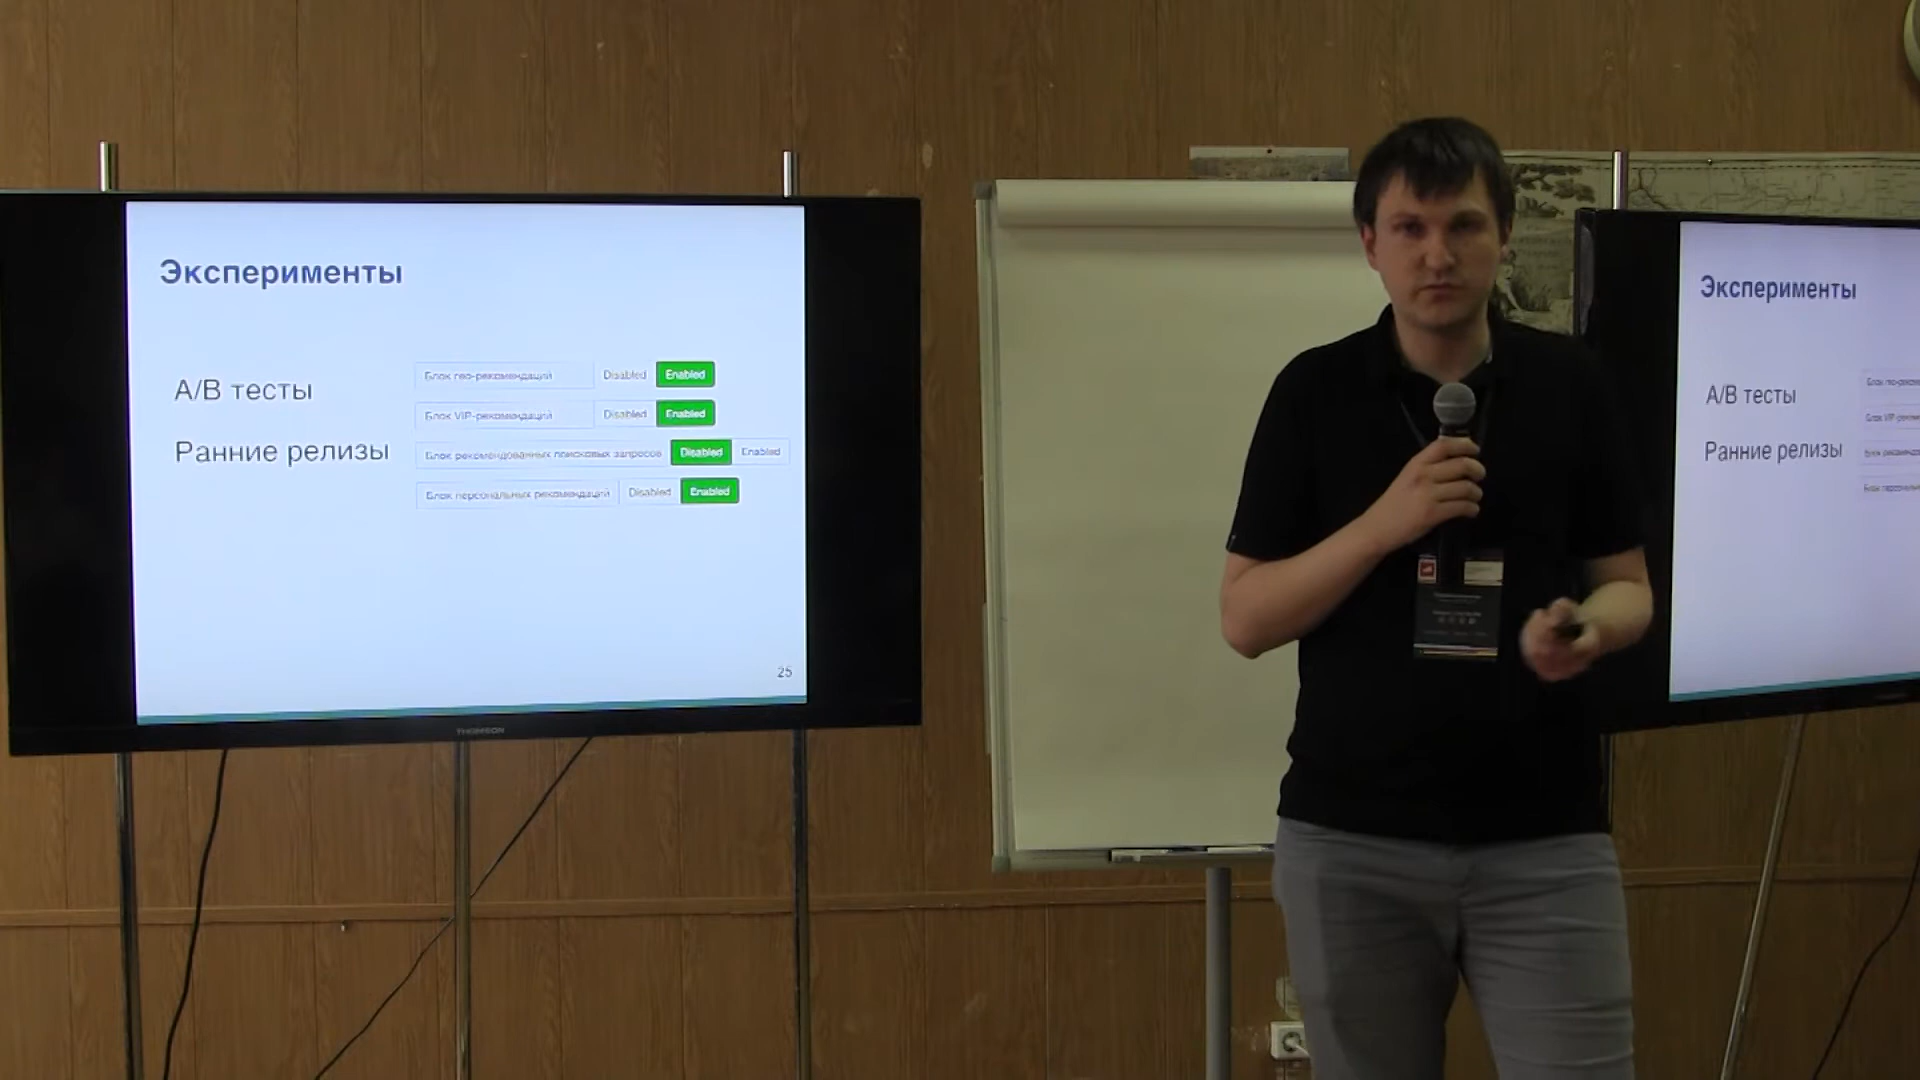 Эксперименты
А/В тесты
Ранние релизы
Блок гео-рекомендаций Disabled Enabled
Блок VIP-рекомендаций Disabled Enabled
Блок рекомендованных поисковых запросов Disabled Enabled
Блок персональных рекомендаций Disabled Enabled
25
THOMSON
Эксперименты
А/В тесты
Ранние релизы